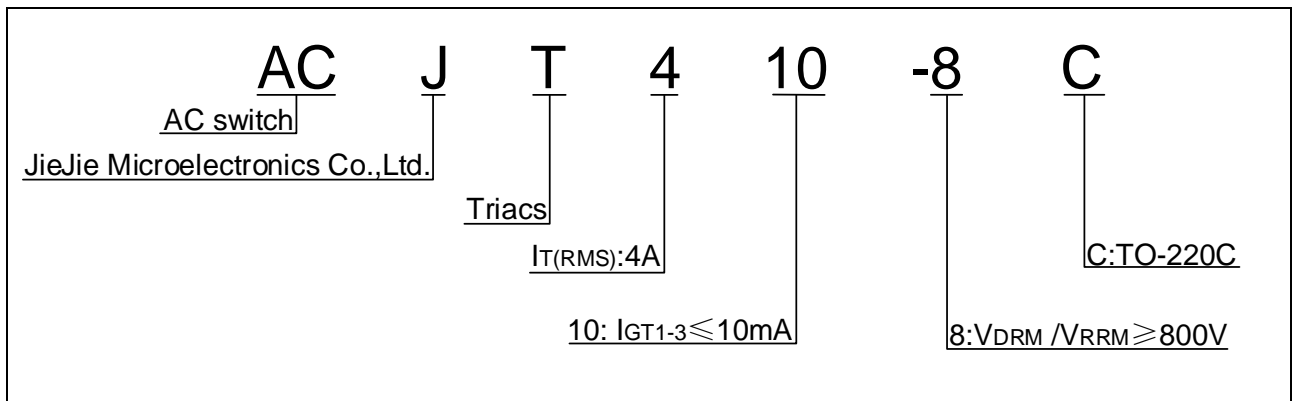 AC J T 4 10 -8 C
AC switch
JieJie Microelectronics Co.,Ltd.
Triacs
IT(RMS):4A
C:TO-220C
10: IGT1-3≤10mA
8:VDRM /VRRM≥800V